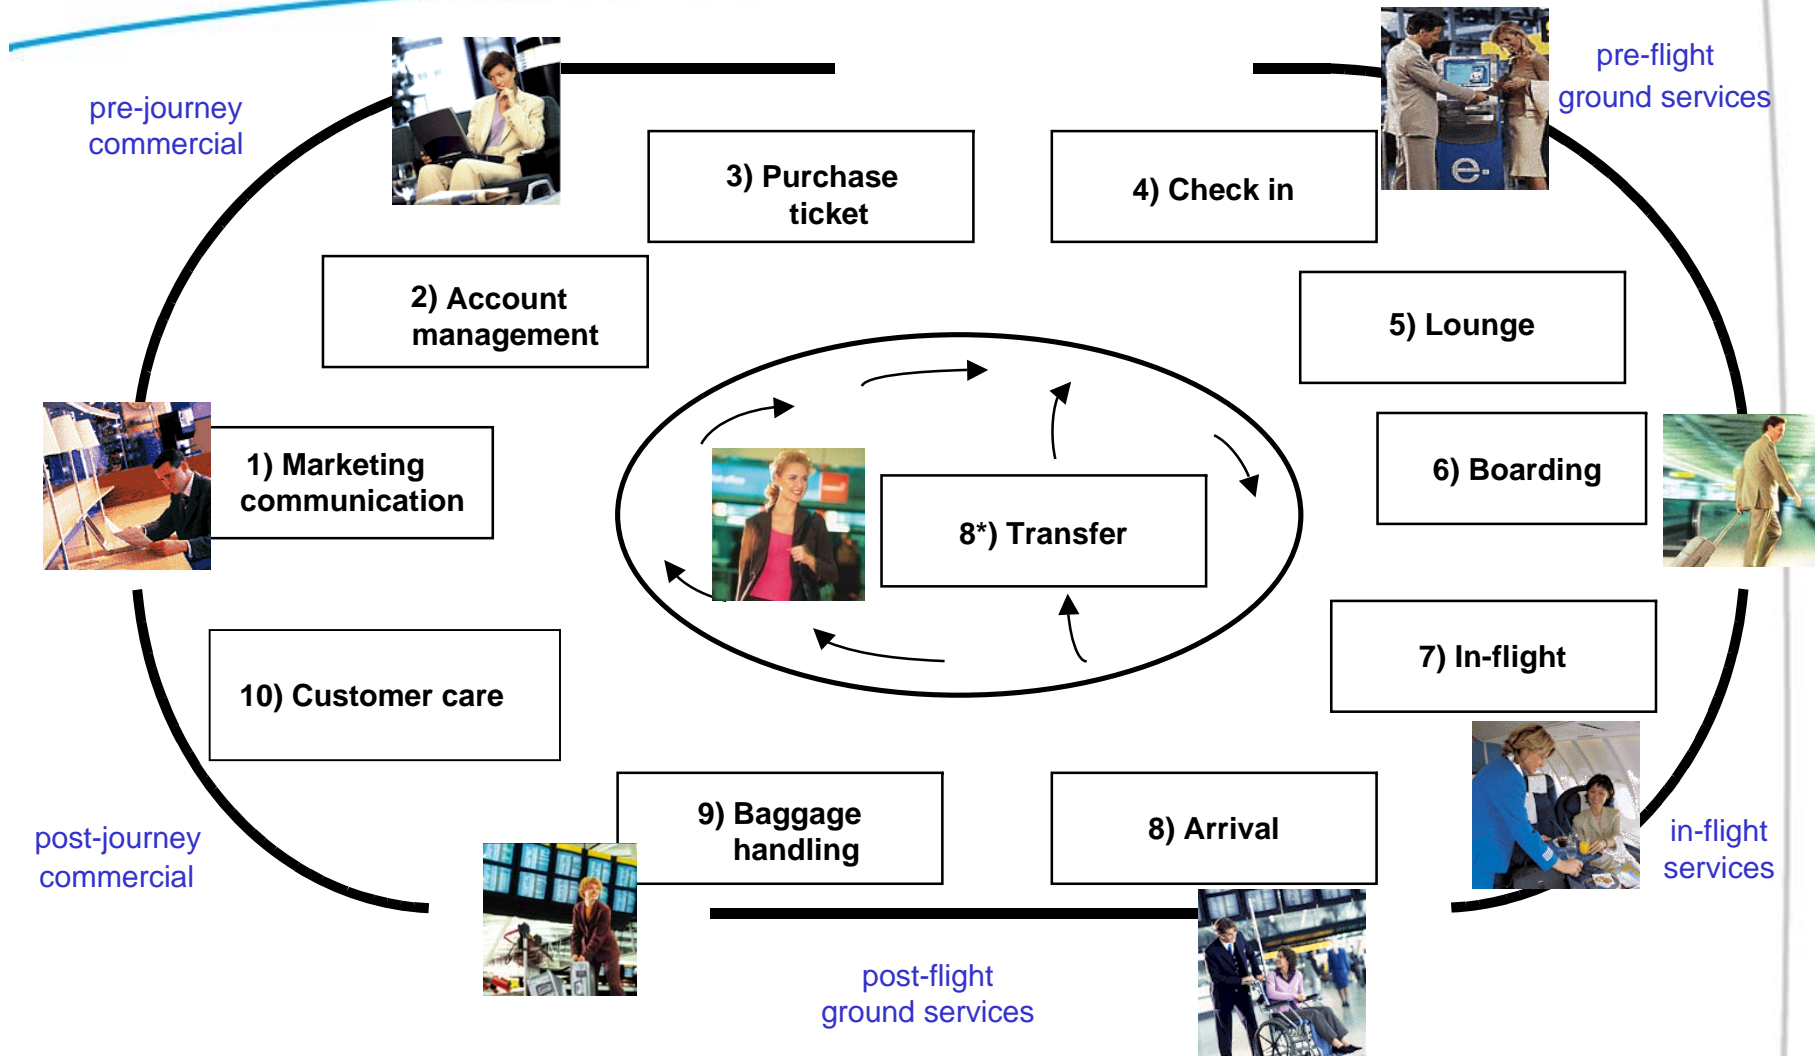 pre-journey
commercial
pre-flight
ground services
3) Purchase
ticket
4) Check in
2) Account
management
5) Lounge
1) Marketing
communication
6) Boarding
8*) Transfer
7) In-flight
10) Customer care
9) Baggage
handling
8) Arrival
post-journey
commercial
in-flight
services
post-flight
ground services
e-